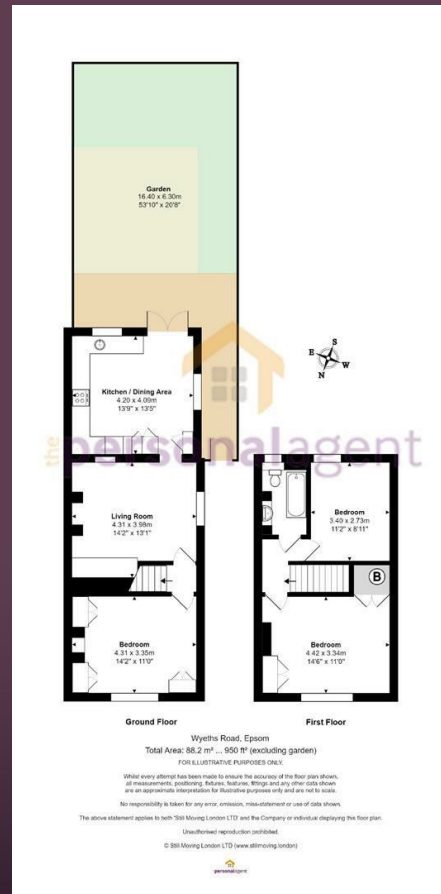 Garden
16.40 x 6.30m
53'10" x 20'8"
S
E
W
N
Kitchen / Dining Area
4.20 x 4.09m
13'9" x 13'5"
the personalagent
Living Room
4.31 x 3.98m
14'2" x 13'1"
Bedroom
3.40 x 2.73m
11'2" x 8'11"
B
Bedroom
4.31 x 3.35m
14'2" x 11'0"
Bedroom
4.42 x 3.34m
14'6" x 11'0"
Ground Floor
First Floor
Wyeths Road, Epsom
Total Area: 88.2 m² ... 950 ft² (excluding garden)
FOR ILLUSTRATIVE PURPOSES ONLY.
Whilst every attempt has been made to ensure the accuracy of the floor plan shown,
all measurements, positioning, fixtures, features, fittings and any other data shown
are an approximate interpretation for illustrative purposes only and are not to scale.
No responsibility is taken for any error, omission, miss-statement or use of data shown.
The above statement applies to both 'Still Moving London LTD' and the Company or individual displaying this floor plan.
Unauthorised reproduction prohibited.
© Still Moving London LTD (www.stillmoving.london)
personalagent